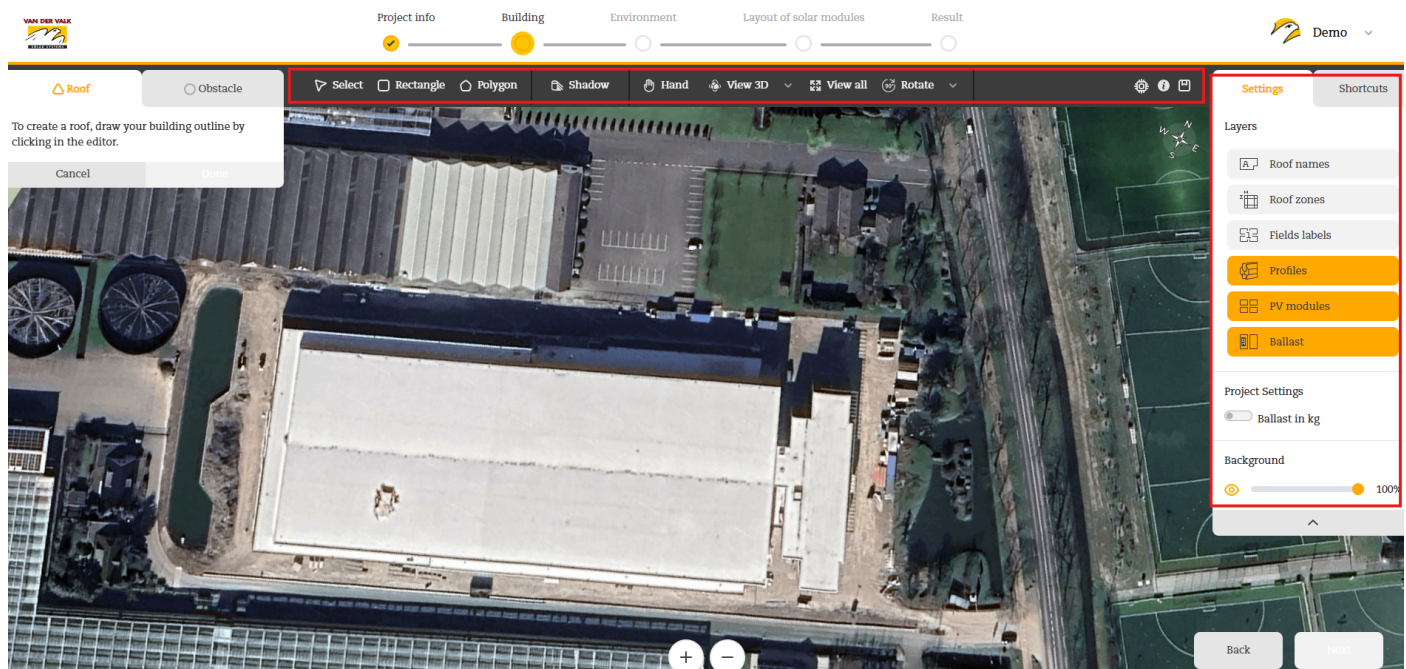 VAN DER VALK
SOLAR SYSTEMS
Project info
Building
Environment
Layout of solar modules
Result
Demo
Roof
Obstacle
To create a roof, draw your building outline by
clicking in the editor.
Cancel
Done
Select
Rectangle
Polygon
Shadow
Hand
View 3D
View all
90°
Rotate
N
W
E
S
Settings
Shortcuts
Layers
Roof names
Roof zones
Fields labels
Profiles
PV modules
Ballast
Project Settings
Ballast in kg
Background
100%
+
−
Back
Next